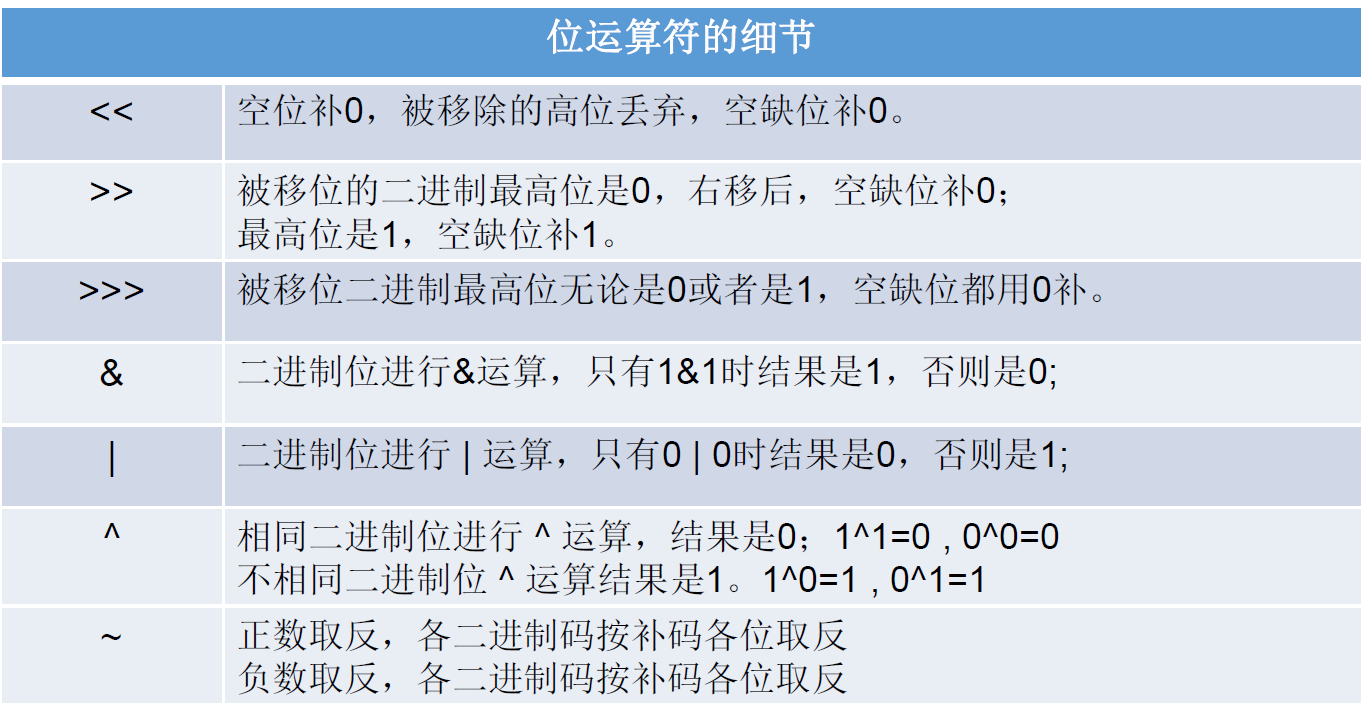 位运算符的细节
<< 空位补0，被移除的高位丢弃，空缺位补0。
>> 被移位的二进制最高位是0，右移后，空缺位补0；
最高位是1，空缺位补1。
>>> 被移位二进制最高位无论是0或者是1，空缺位都用0补。
& 二进制位进行&运算，只有1&1时结果是1，否则是0;
| 二进制位进行 | 运算，只有0 | 0时结果是0，否则是1;
^ 相同二进制位进行 ^ 运算，结果是0；1^1=0 , 0^0=0
不相同二进制位 ^ 运算结果是1。1^0=1 , 0^1=1
~ 正数取反，各二进制码按补码各位取反
负数取反，各二进制码按补码各位取反